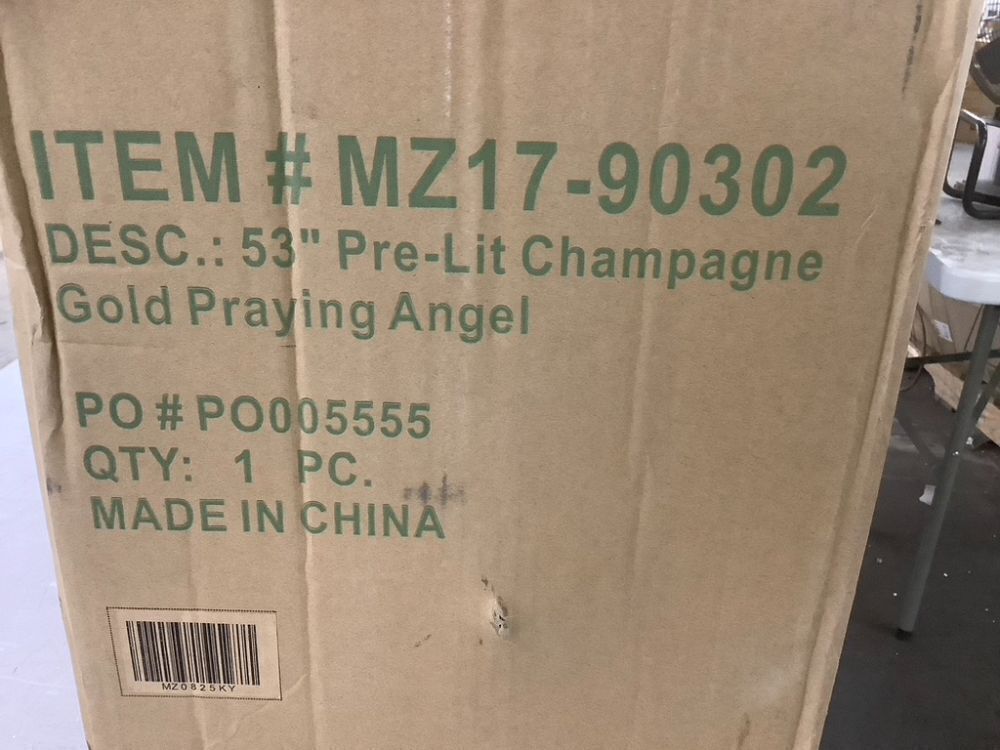 ITEM # MZ17-90302
DESC.: 53" Pre-Lit Champagne
Gold Praying Angel
PO # PO005555
QTY: 1 PC.
MADE IN CHINA
MZ0825KY